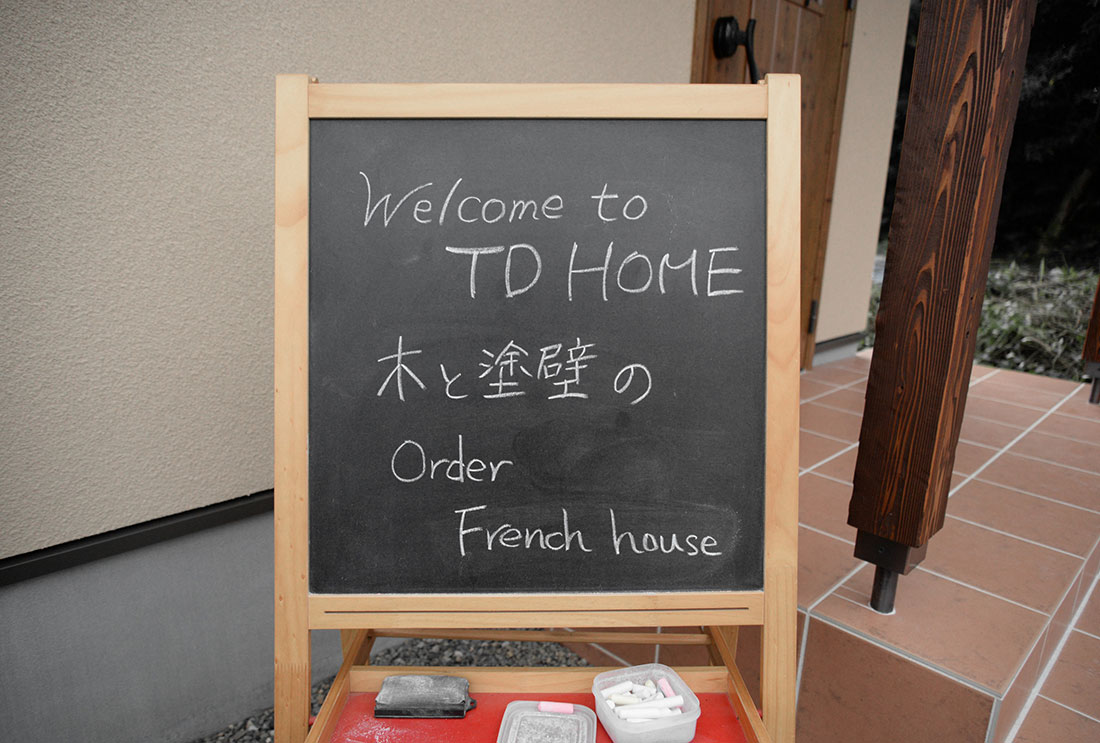 Welcome to
TD HOME
木と塗壁の
Order
French house